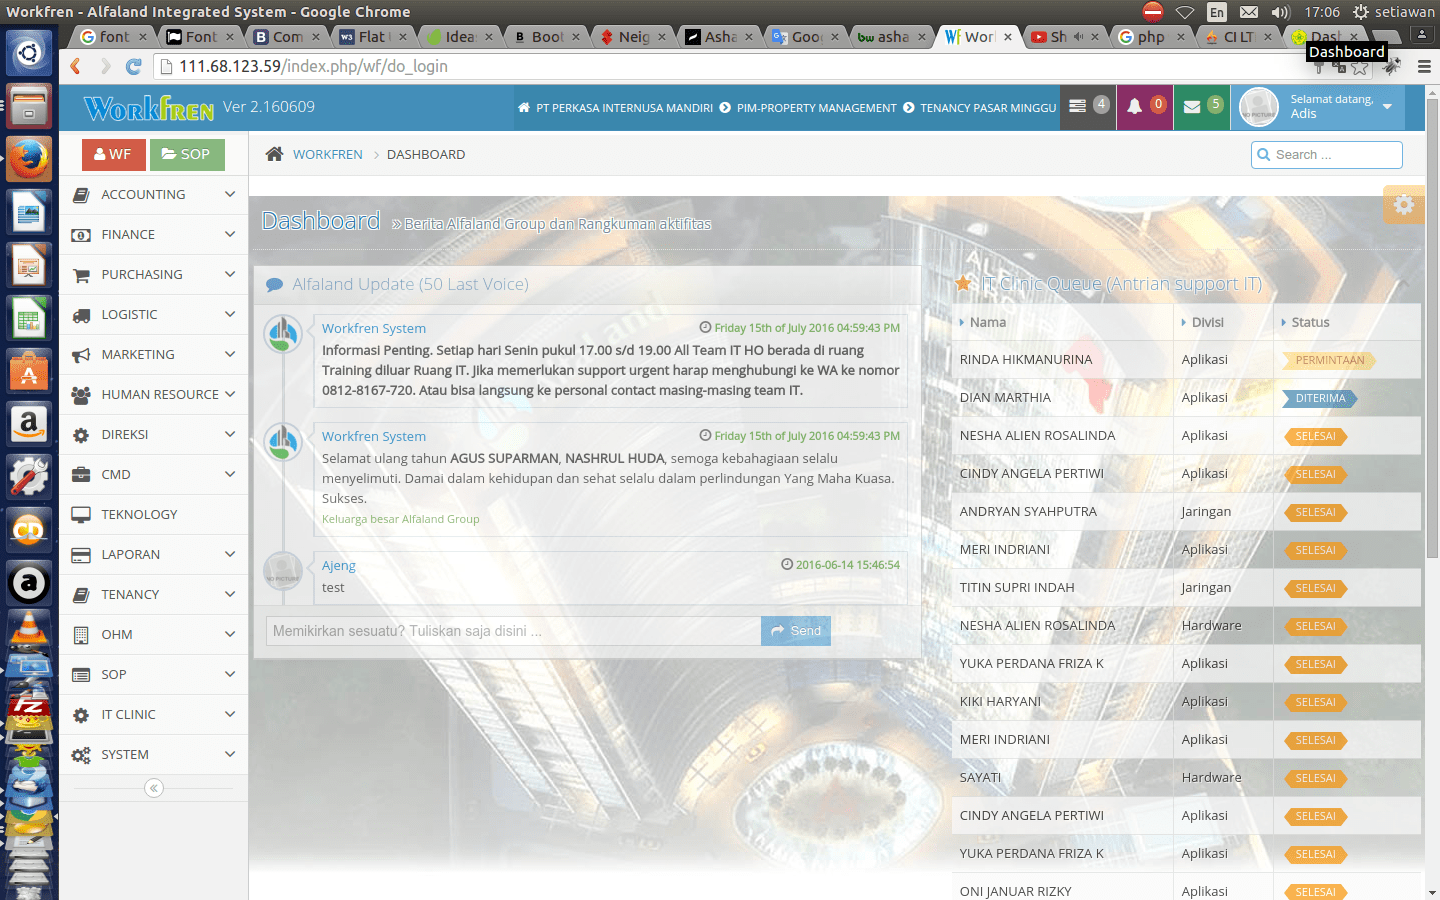 Workfren - Alfaland Integrated System - Google Chrome
En
17:06
setiawan
font
Font
Com
Flat
Idea
Boot
Neig
Asha
Goo
asha
Wor
Sh
php
CI LT
Dash
Dashboard
111.68.123.59/index.php/wf/do_login
WORKFREN Ver 2.160609
PT PERKASA INTERNUSA MANDIRI
PIM-PROPERTY MANAGEMENT
TENANCY PASAR MINGGU
4
0
5
NO PICTURE
Selamat datang,
Adis
WF
SOP
WORKFREN
DASHBOARD
Search ...
ACCOUNTING
FINANCE
PURCHASING
LOGISTIC
MARKETING
HUMAN RESOURCE
DIREKSI
CMD
TEKNOLOGY
LAPORAN
TENANCY
OHM
SOP
IT CLINIC
SYSTEM
Dashboard » Berita Alfaland Group dan Rangkuman aktifitas
Alfaland Update (50 Last Voice)
Workfren System
Friday 15th of July 2016 04:59:43 PM
Informasi Penting. Setiap hari Senin pukul 17.00 s/d 19.00 All Team IT HO berada di ruang
Training diluar Ruang IT. Jika memerlukan support urgent harap menghubungi ke WA ke nomor
0812-8167-720. Atau bisa langsung ke personal contact masing-masing team IT.
Workfren System
Friday 15th of July 2016 04:59:43 PM
Selamat ulang tahun AGUS SUPARMAN, NASHRUL HUDA, semoga kebahagiaan selalu
menyelimuti. Damai dalam kehidupan dan sehat selalu dalam perlindungan Yang Maha Kuasa.
Sukses.
Keluarga besar Alfaland Group
NO PICTURE
Ajeng
2016-06-14 15:46:54
test
Memikirkan sesuatu? Tuliskan saja disini ...
Send
IT Clinic Queue (Antrian support IT)
Nama Divisi Status
RINDA HIKMANURINA Aplikasi PERMINTAAN
DIAN MARTHIA Aplikasi DITERIMA
NESHA ALIEN ROSALINDA Aplikasi SELESAI
CINDY ANGELA PERTIWI Aplikasi SELESAI
ANDRYAN SYAHPUTRA Jaringan SELESAI
MERI INDRIANI Aplikasi SELESAI
TITIN SUPRI INDAH Jaringan SELESAI
NESHA ALIEN ROSALINDA Hardware SELESAI
YUKA PERDANA FRIZA K Aplikasi SELESAI
KIKI HARYANI Aplikasi SELESAI
MERI INDRIANI Aplikasi SELESAI
SAYATI Hardware SELESAI
CINDY ANGELA PERTIWI Aplikasi SELESAI
YUKA PERDANA FRIZA K Aplikasi SELESAI
ONI JANUAR RIZKY Aplikasi SELESAI